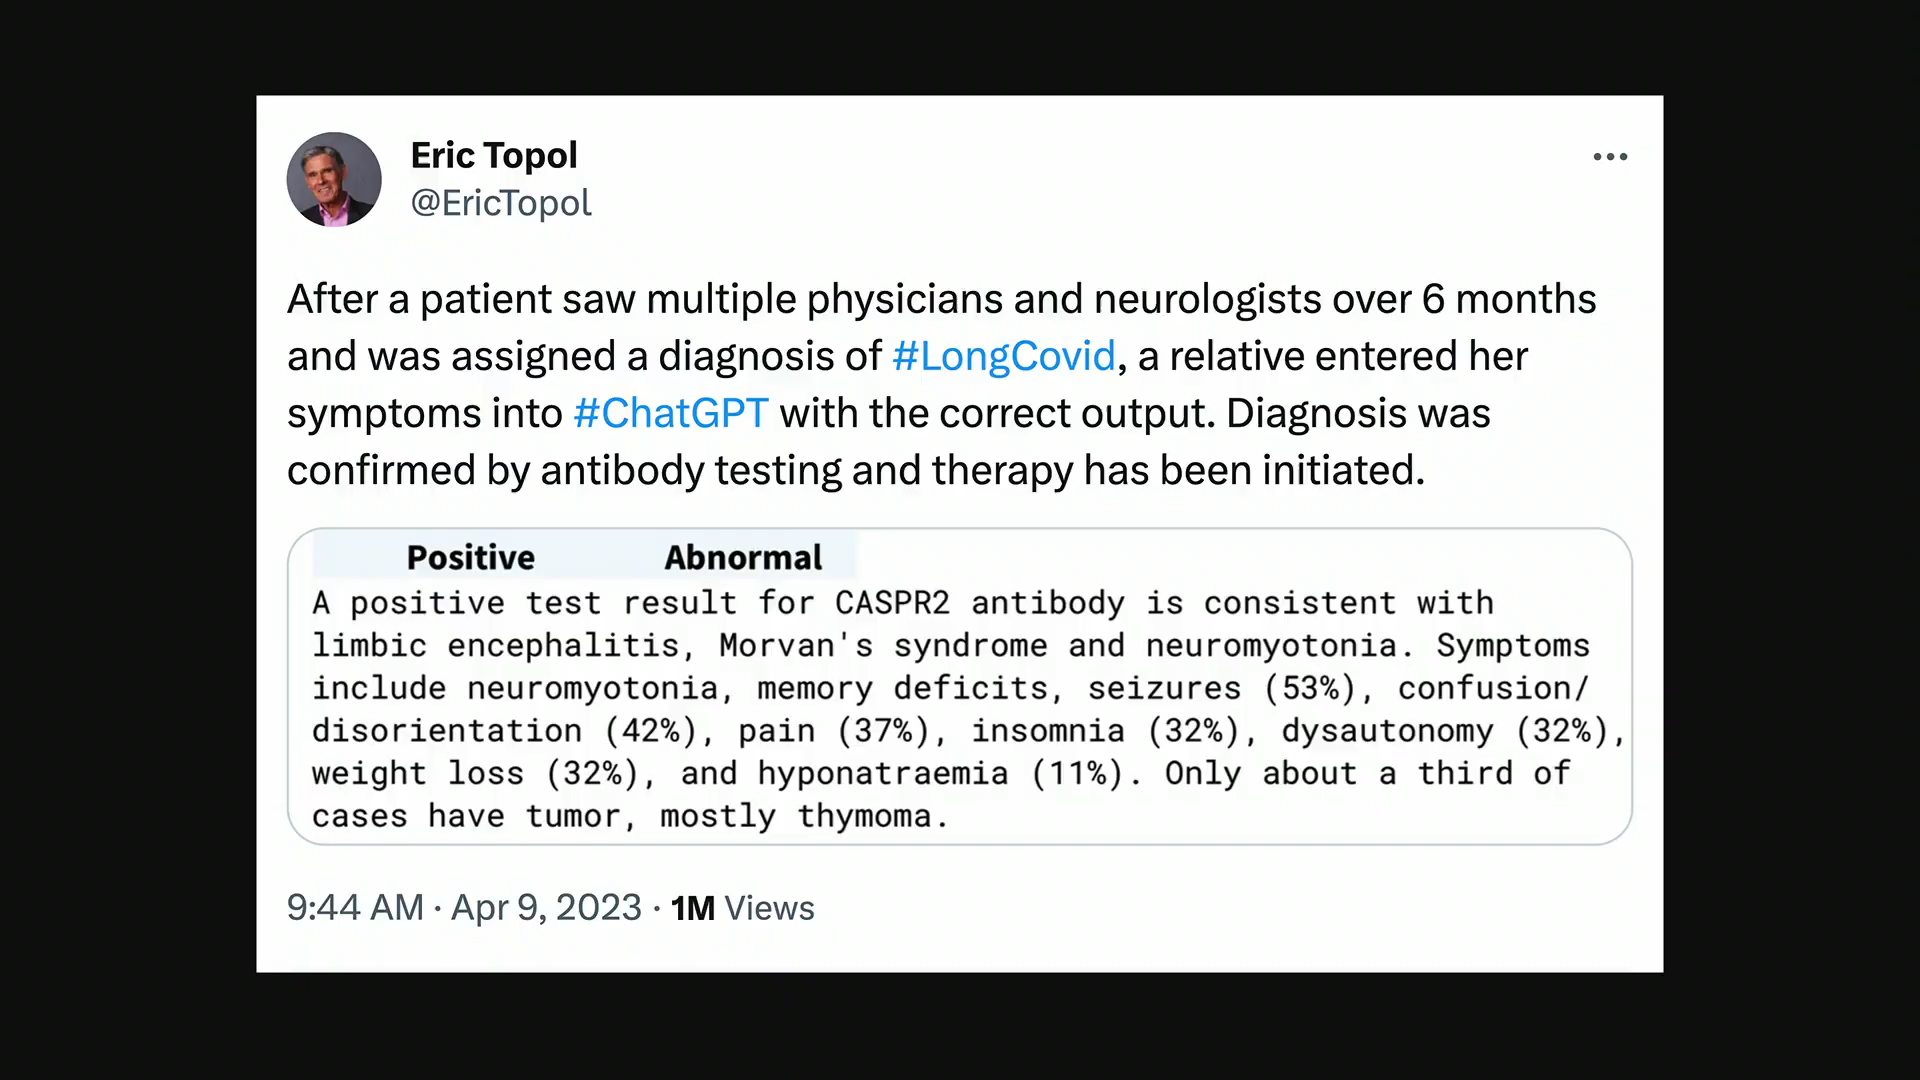 Eric Topol
@EricTopol
After a patient saw multiple physicians and neurologists over 6 months
and was assigned a diagnosis of #LongCovid, a relative entered her
symptoms into #ChatGPT with the correct output. Diagnosis was
confirmed by antibody testing and therapy has been initiated.
Positive Abnormal
A positive test result for CASPR2 antibody is consistent with
limbic encephalitis, Morvan's syndrome and neuromyotonia. Symptoms
include neuromyotonia, memory deficits, seizures (53%), confusion/
disorientation (42%), pain (37%), insomnia (32%), dysautonomy (32%),
weight loss (32%), and hyponatraemia (11%). Only about a third of
cases have tumor, mostly thymoma.
9:44 AM · Apr 9, 2023 · 1M Views